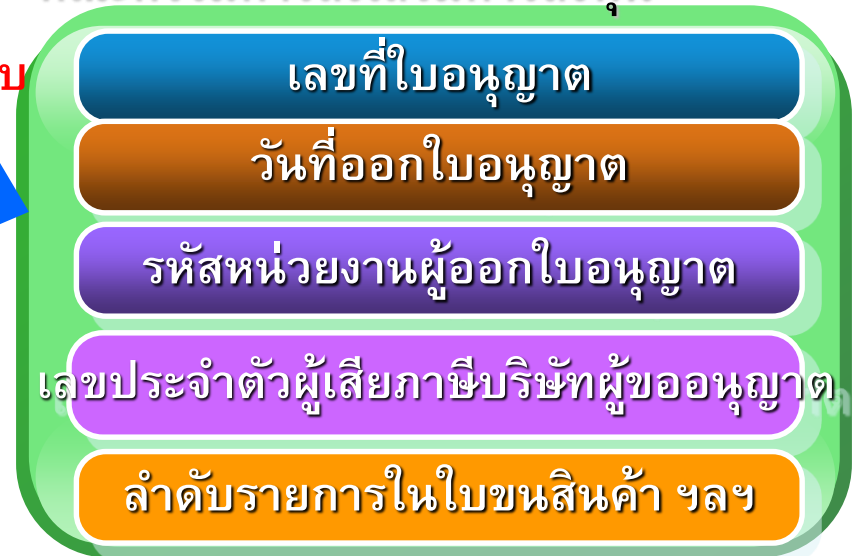 เลขที่ใบอนุญาต
วันที่ออกใบอนุญาต
รหัสหน่วยงานผู้ออกใบอนุญาต
เลขประจำตัวผู้เสียภาษีบริษัทผู้ขออนุญาต
ลำดับรายการในใบขนสินค้า ฯลฯ